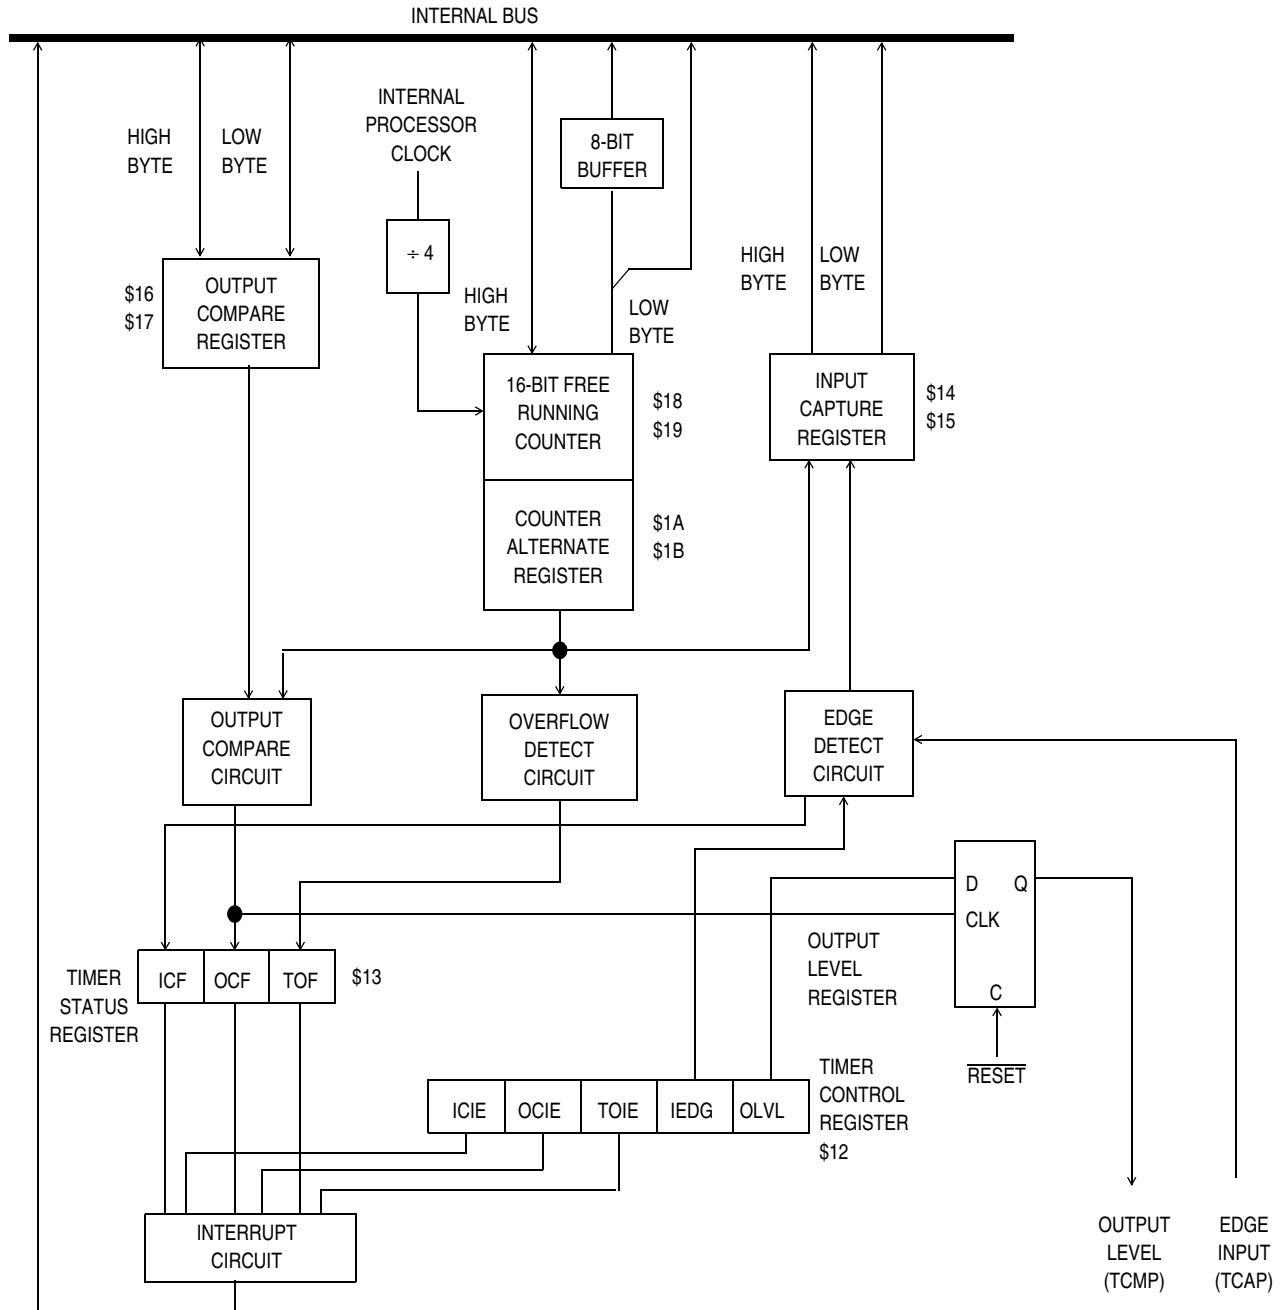 INTERNAL BUS
HIGH
BYTE
LOW
BYTE
INTERNAL
PROCESSOR
CLOCK
8-BIT
BUFFER
÷ 4
HIGH
BYTE
LOW
BYTE
HIGH
BYTE
LOW
BYTE
$16
$17
OUTPUT
COMPARE
REGISTER
16-BIT FREE
RUNNING
COUNTER
$18
$19
INPUT
CAPTURE
REGISTER
$14
$15
COUNTER
ALTERNATE
REGISTER
$1A
$1B
OUTPUT
COMPARE
CIRCUIT
OVERFLOW
DETECT
CIRCUIT
EDGE
DETECT
CIRCUIT
D Q
CLK
C
RESET
OUTPUT
LEVEL
REGISTER
TIMER
STATUS
REGISTER
ICF OCF TOF
$13
ICIE OCIE TOIE IEDG OLVL
TIMER
CONTROL
REGISTER
$12
INTERRUPT
CIRCUIT
OUTPUT
LEVEL
(TCMP)
EDGE
INPUT
(TCAP)